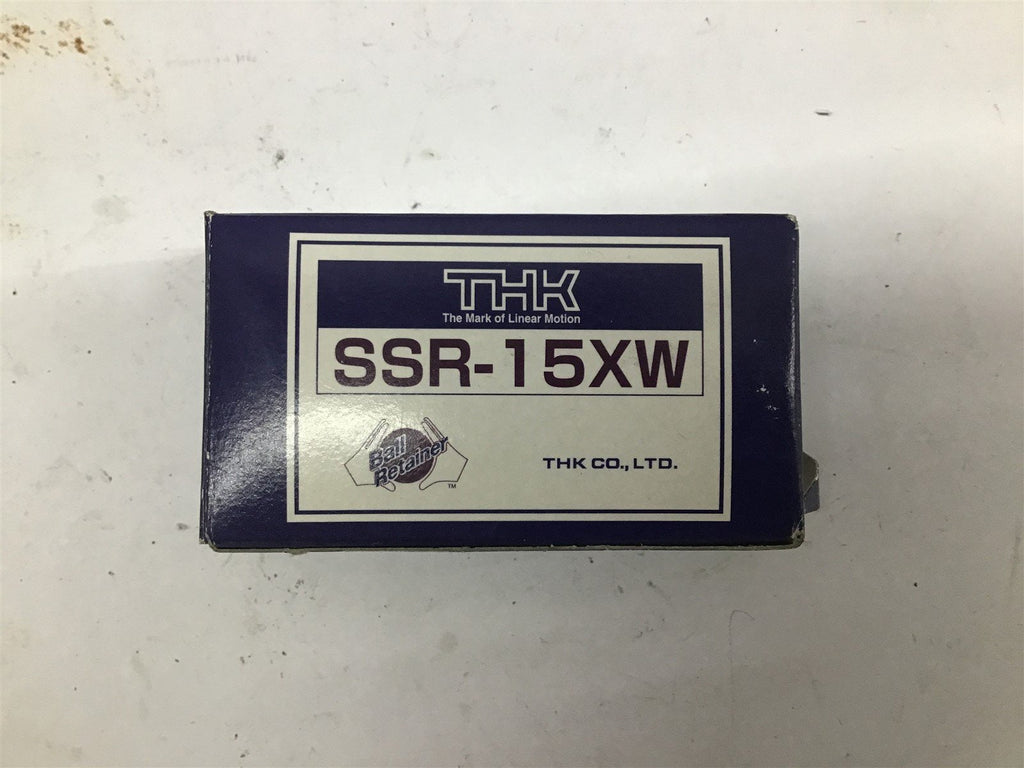 THK
The Mark of Linear Motion
SSR-15XW
Ball
Retainer
TM
THK CO., LTD.